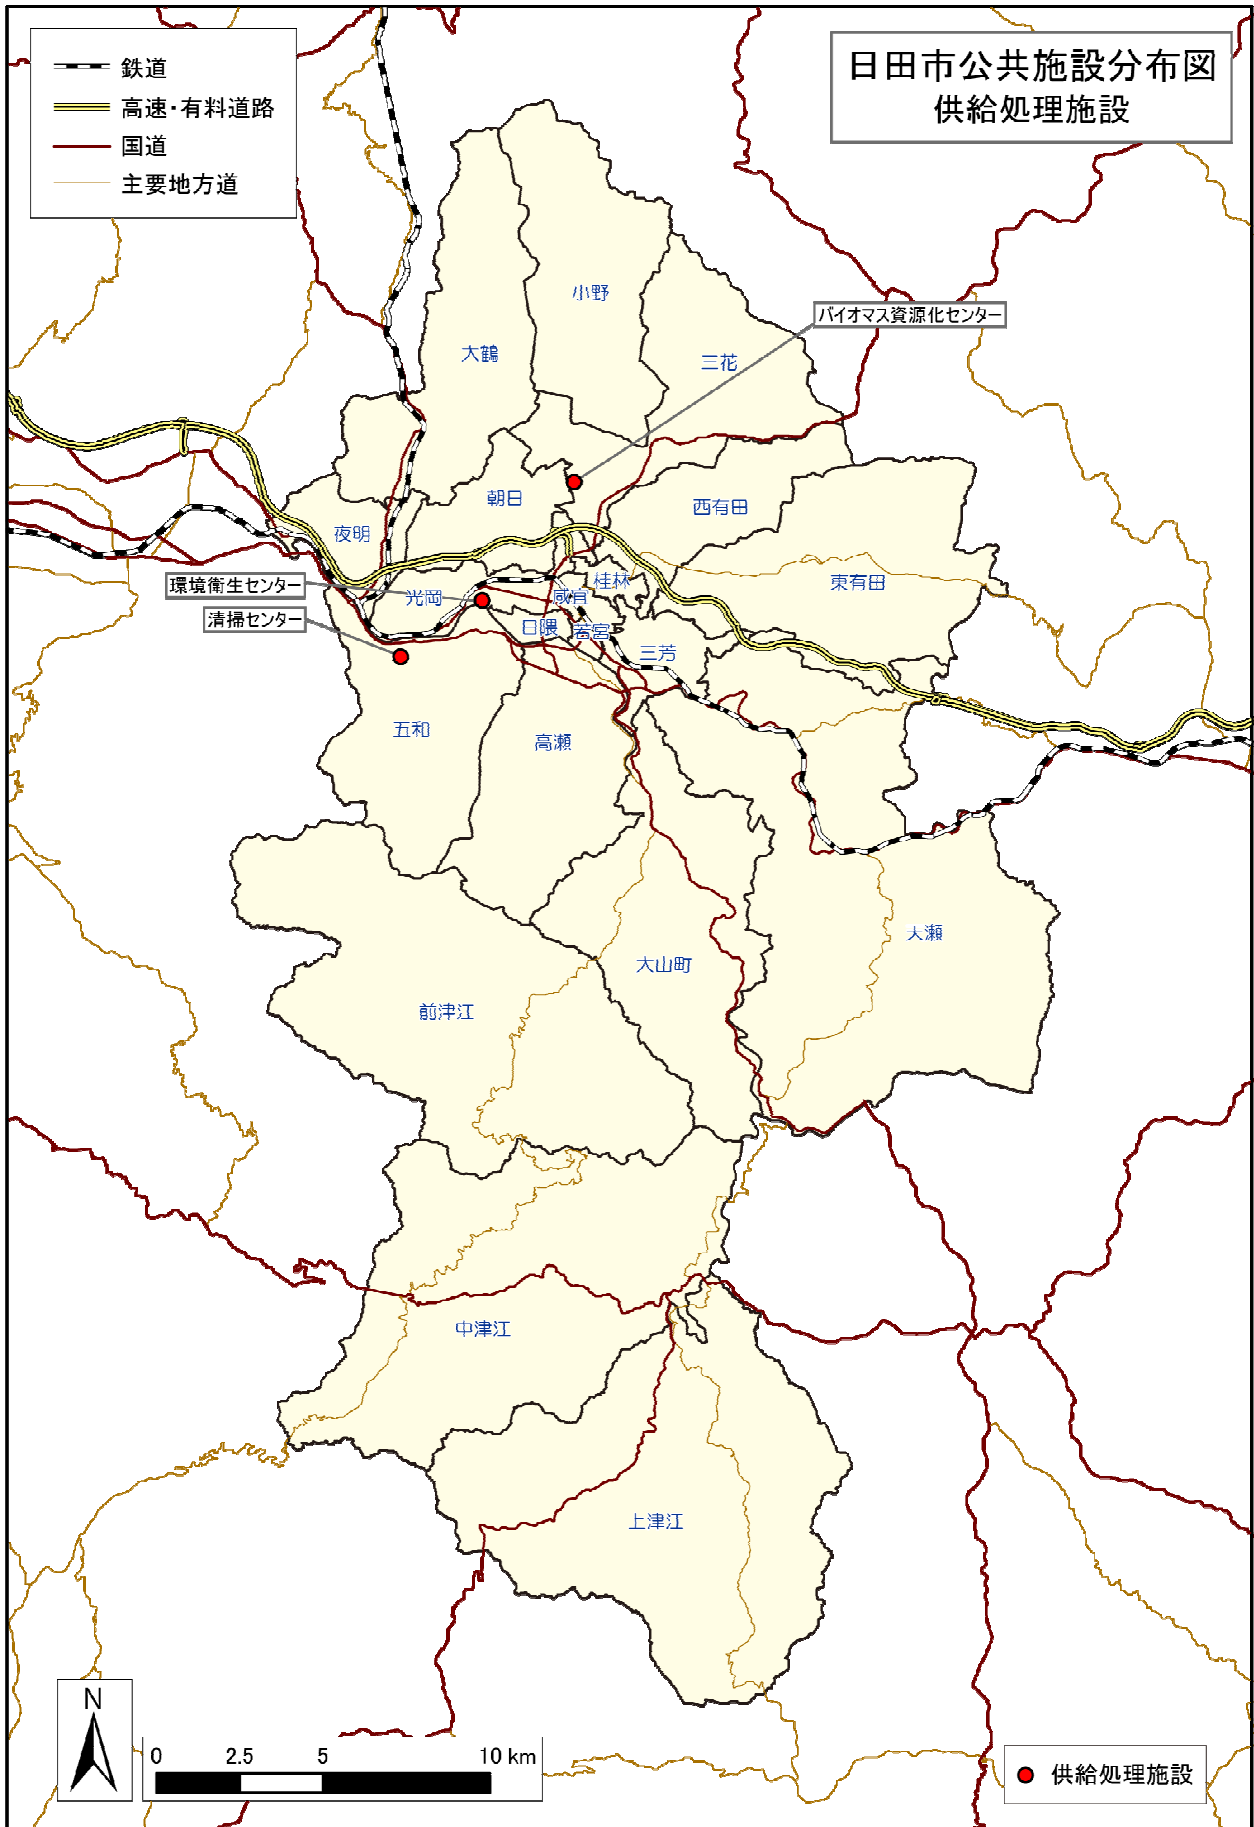 鉄道
高速・有料道路
国道
主要地方道
日田市公共施設分布図
供給処理施設
小野
バイオマス資源化センター
大鶴
三花
朝日
西有田
夜明
環境衛生センター
光岡
咸宜
桂林
東有田
清掃センター
日隈
若宮
三芳
五和
高瀬
天瀬
大山町
前津江
中津江
上津江
N
0 2.5 5 10 km
供給処理施設